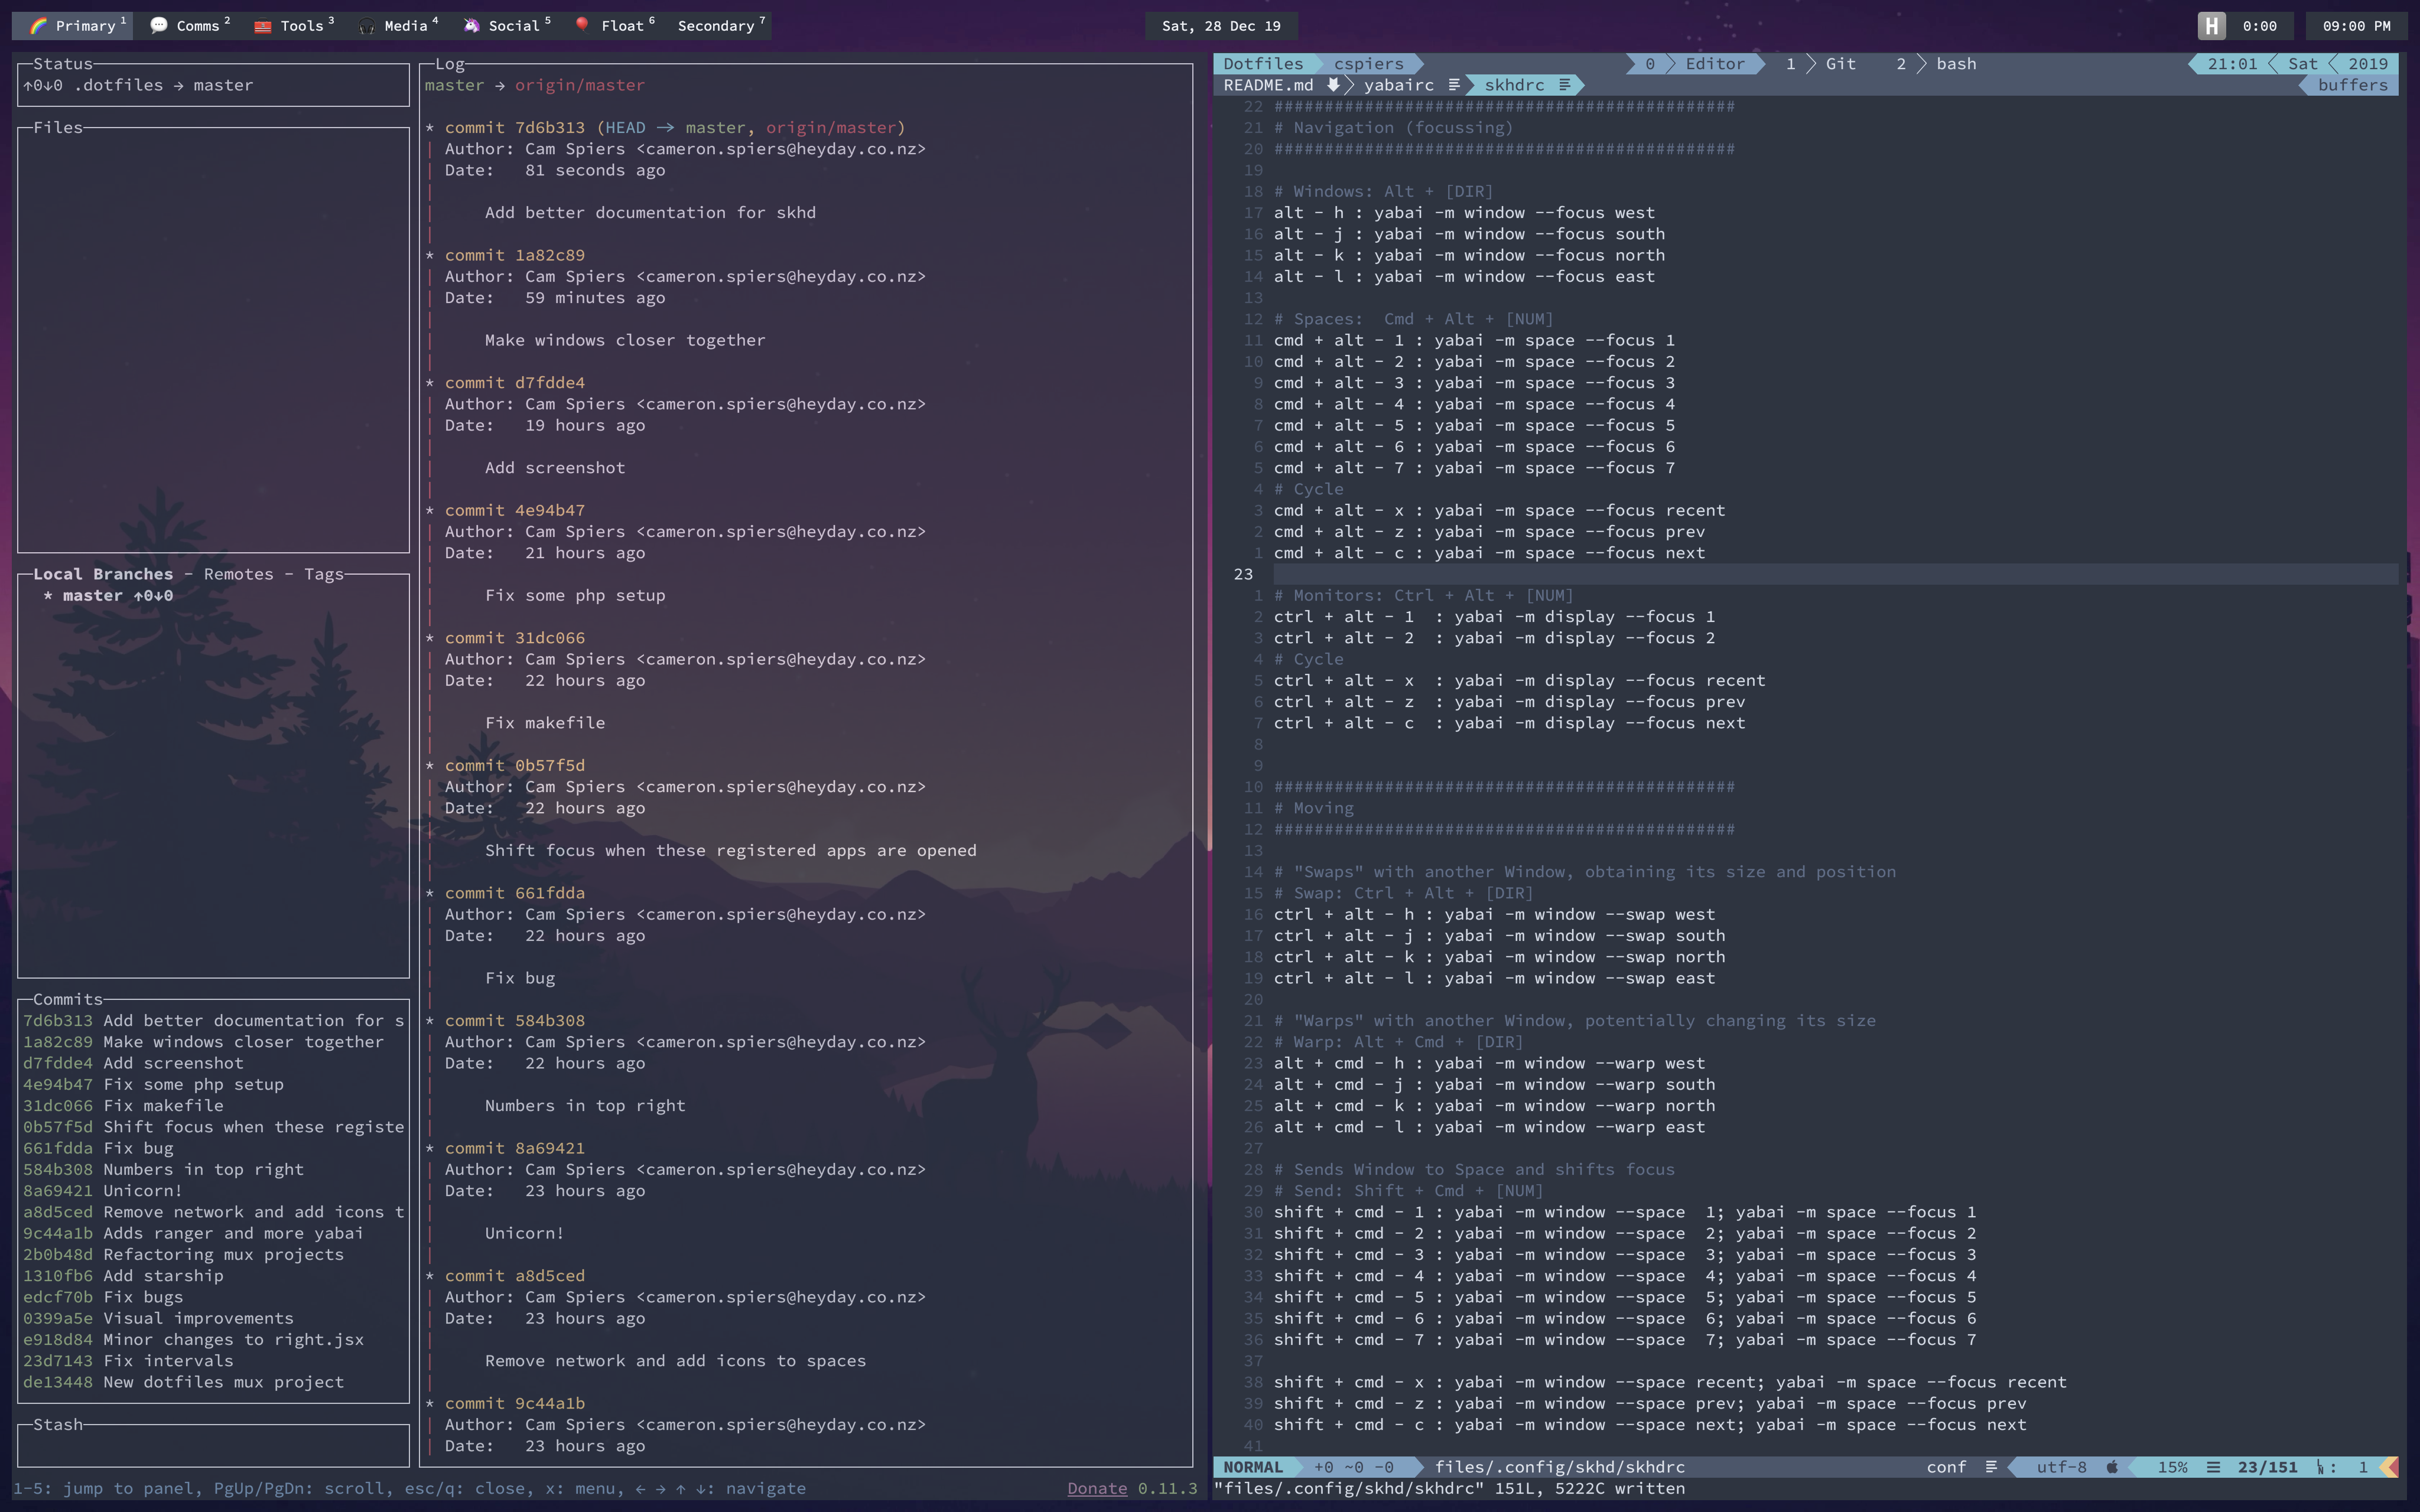 Primary 1 Comms 2 Tools 3 Media 4 Social 5 Float 6 Secondary 7
Sat, 28 Dec 19
H 0:00 09:00 PM
Status
↑0↓0 .dotfiles → master
Files
Local Branches - Remotes - Tags
* master ↑0↓0
Commits
7d6b313 Add better documentation for s
1a82c89 Make windows closer together
d7fdde4 Add screenshot
4e94b47 Fix some php setup
31dc066 Fix makefile
0b57f5d Shift focus when these registe
661fdda Fix bug
584b308 Numbers in top right
8a69421 Unicorn!
a8d5ced Remove network and add icons t
9c44a1b Adds ranger and more yabai
2b0b48d Refactoring mux projects
1310fb6 Add starship
edcf70b Fix bugs
0399a5e Visual improvements
e918d84 Minor changes to right.jsx
23d7143 Fix intervals
de13448 New dotfiles mux project
Stash
Log
master → origin/master
* commit 7d6b313 (HEAD → master, origin/master)
| Author: Cam Spiers <cameron.spiers@heyday.co.nz>
| Date: 81 seconds ago
| Add better documentation for skhd
* commit 1a82c89
| Author: Cam Spiers <cameron.spiers@heyday.co.nz>
| Date: 59 minutes ago
| Make windows closer together
* commit d7fdde4
| Author: Cam Spiers <cameron.spiers@heyday.co.nz>
| Date: 19 hours ago
| Add screenshot
* commit 4e94b47
| Author: Cam Spiers <cameron.spiers@heyday.co.nz>
| Date: 21 hours ago
| Fix some php setup
* commit 31dc066
| Author: Cam Spiers <cameron.spiers@heyday.co.nz>
| Date: 22 hours ago
| Fix makefile
* commit 0b57f5d
| Author: Cam Spiers <cameron.spiers@heyday.co.nz>
| Date: 22 hours ago
| Shift focus when these registered apps are opened
* commit 661fdda
| Author: Cam Spiers <cameron.spiers@heyday.co.nz>
| Date: 22 hours ago
| Fix bug
* commit 584b308
| Author: Cam Spiers <cameron.spiers@heyday.co.nz>
| Date: 22 hours ago
| Numbers in top right
* commit 8a69421
| Author: Cam Spiers <cameron.spiers@heyday.co.nz>
| Date: 23 hours ago
| Unicorn!
* commit a8d5ced
| Author: Cam Spiers <cameron.spiers@heyday.co.nz>
| Date: 23 hours ago
| Remove network and add icons to spaces
* commit 9c44a1b
| Author: Cam Spiers <cameron.spiers@heyday.co.nz>
| Date: 23 hours ago
1-5: jump to panel, PgUp/PgDn: scroll, esc/q: close, x: menu, ← → ↑ ↓: navigate
Donate 0.11.3
Dotfiles cspiers 0 Editor 1 Git 2 bash 21:01 Sat 2019
README.md yabairc skhdrc buffers
22 ##############################################
21 # Navigation (focussing)
20 ##############################################
19
18 # Windows: Alt + [DIR]
17 alt - h : yabai -m window --focus west
16 alt - j : yabai -m window --focus south
15 alt - k : yabai -m window --focus north
14 alt - l : yabai -m window --focus east
13
12 # Spaces:  Cmd + Alt + [NUM]
11 cmd + alt - 1 : yabai -m space --focus 1
10 cmd + alt - 2 : yabai -m space --focus 2
9 cmd + alt - 3 : yabai -m space --focus 3
8 cmd + alt - 4 : yabai -m space --focus 4
7 cmd + alt - 5 : yabai -m space --focus 5
6 cmd + alt - 6 : yabai -m space --focus 6
5 cmd + alt - 7 : yabai -m space --focus 7
4 # Cycle
3 cmd + alt - x : yabai -m space --focus recent
2 cmd + alt - z : yabai -m space --focus prev
1 cmd + alt - c : yabai -m space --focus next
23
1 # Monitors: Ctrl + Alt + [NUM]
2 ctrl + alt - 1  : yabai -m display --focus 1
3 ctrl + alt - 2  : yabai -m display --focus 2
4 # Cycle
5 ctrl + alt - x  : yabai -m display --focus recent
6 ctrl + alt - z  : yabai -m display --focus prev
7 ctrl + alt - c  : yabai -m display --focus next
8
9
10 ##############################################
11 # Moving
12 ##############################################
13
14 # "Swaps" with another Window, obtaining its size and position
15 # Swap: Ctrl + Alt + [DIR]
16 ctrl + alt - h : yabai -m window --swap west
17 ctrl + alt - j : yabai -m window --swap south
18 ctrl + alt - k : yabai -m window --swap north
19 ctrl + alt - l : yabai -m window --swap east
20
21 # "Warps" with another Window, potentially changing its size
22 # Warp: Alt + Cmd + [DIR]
23 alt + cmd - h : yabai -m window --warp west
24 alt + cmd - j : yabai -m window --warp south
25 alt + cmd - k : yabai -m window --warp north
26 alt + cmd - l : yabai -m window --warp east
27
28 # Sends Window to Space and shifts focus
29 # Send: Shift + Cmd + [NUM]
30 shift + cmd - 1 : yabai -m window --space  1; yabai -m space --focus 1
31 shift + cmd - 2 : yabai -m window --space  2; yabai -m space --focus 2
32 shift + cmd - 3 : yabai -m window --space  3; yabai -m space --focus 3
33 shift + cmd - 4 : yabai -m window --space  4; yabai -m space --focus 4
34 shift + cmd - 5 : yabai -m window --space  5; yabai -m space --focus 5
35 shift + cmd - 6 : yabai -m window --space  6; yabai -m space --focus 6
36 shift + cmd - 7 : yabai -m window --space  7; yabai -m space --focus 7
37
38 shift + cmd - x : yabai -m window --space recent; yabai -m space --focus recent
39 shift + cmd - z : yabai -m window --space prev; yabai -m space --focus prev
40 shift + cmd - c : yabai -m window --space next; yabai -m space --focus next
41
NORMAL +0 ~0 -0 files/.config/skhd/skhdrc conf utf-8 15% ☰ 23/151 : 1
"files/.config/skhd/skhdrc" 151L, 5222C written